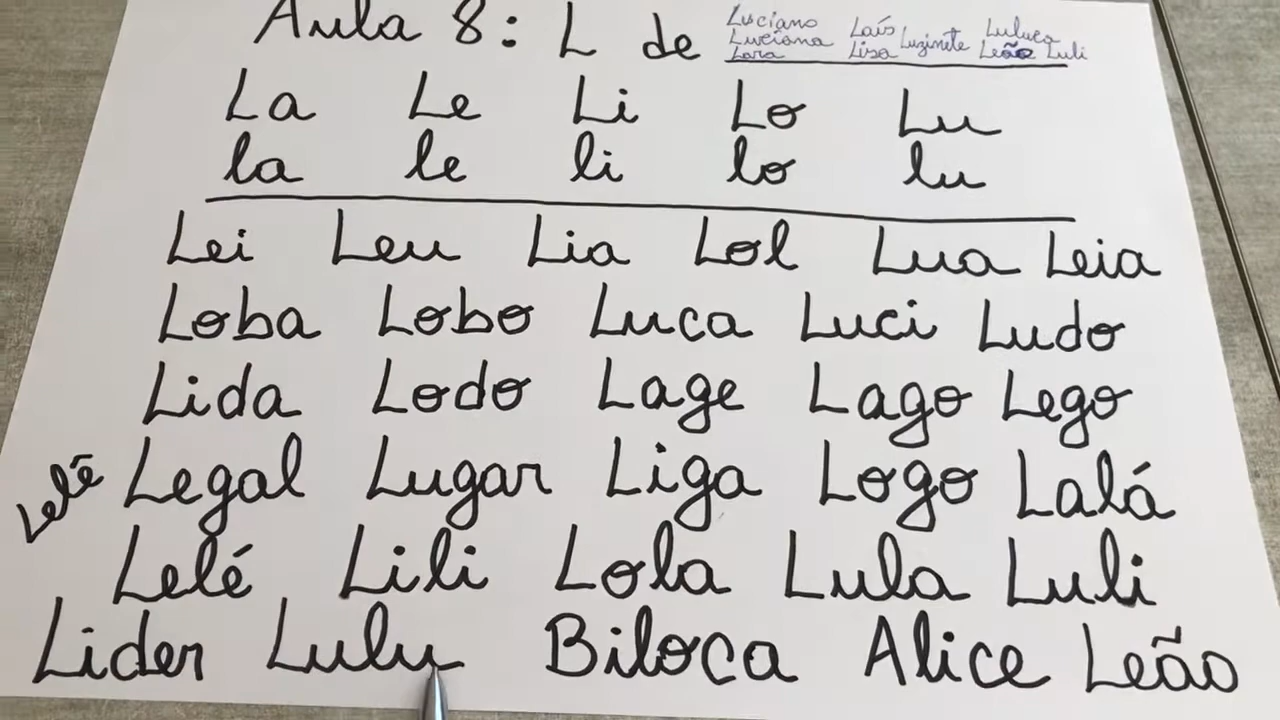 Aula 8: L de Luciano Laís Luluca
Luciana Luzinete
Lara Lisa Leão Luli
La Le Li Lo Lu
la le li lo lu
Lei Leu Lia Lol Lua Leia
Loba Lobo Luca Luci Ludo
Lida Lodo Lage Lago Lego
Lelê Legal Lugar Liga Logo Lalá
Lelé Lili Lola Lula Luli
Lider Lulu Biloca Alice Leão